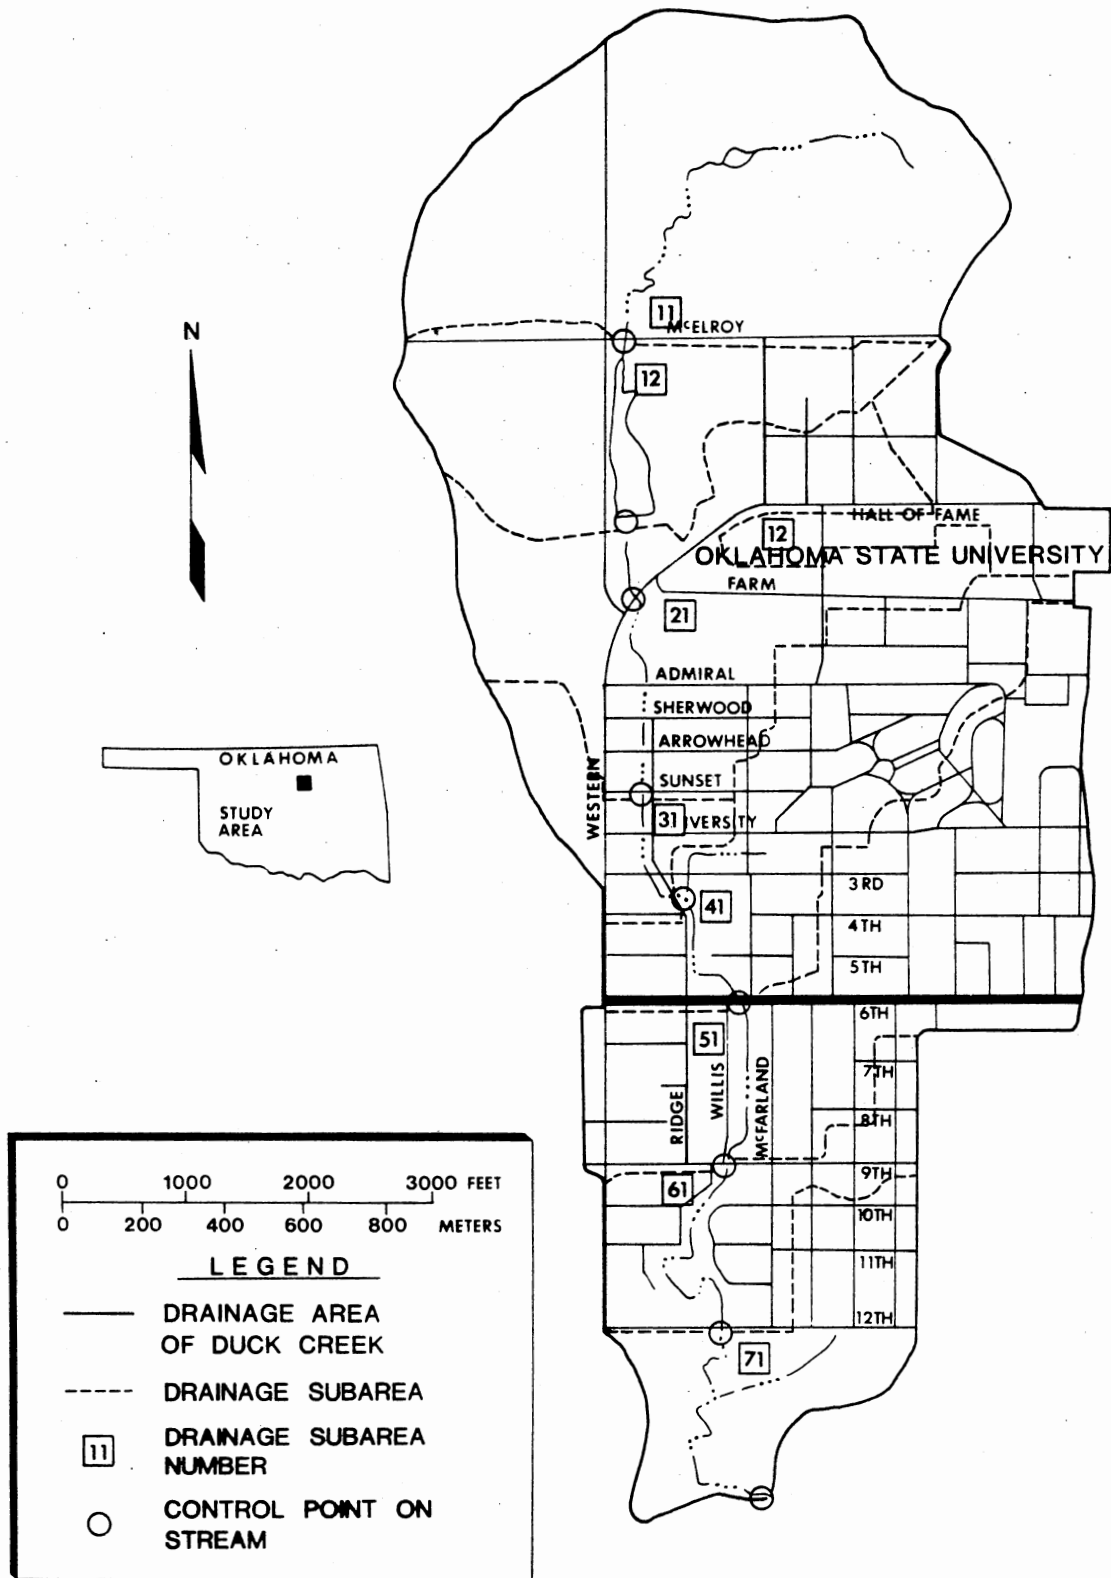 N
11
McELROY
12
HALL OF FAME
12
OKLAHOMA STATE UNIVERSITY
FARM
21
ADMIRAL
SHERWOOD
ARROWHEAD
SUNSET
WESTERN
31
IVERSITY
3RD
41
4TH
5TH
6TH
51
7TH
RIDGE
WILLIS
McFARLAND
8TH
9TH
61
10TH
11TH
12TH
71
OKLAHOMA
STUDY
AREA
0 1000 2000 3000 FEET
0 200 400 600 800 METERS
LEGEND
DRAINAGE AREA
OF DUCK CREEK
DRAINAGE SUBAREA
11
DRAINAGE SUBAREA
NUMBER
CONTROL POINT ON
STREAM